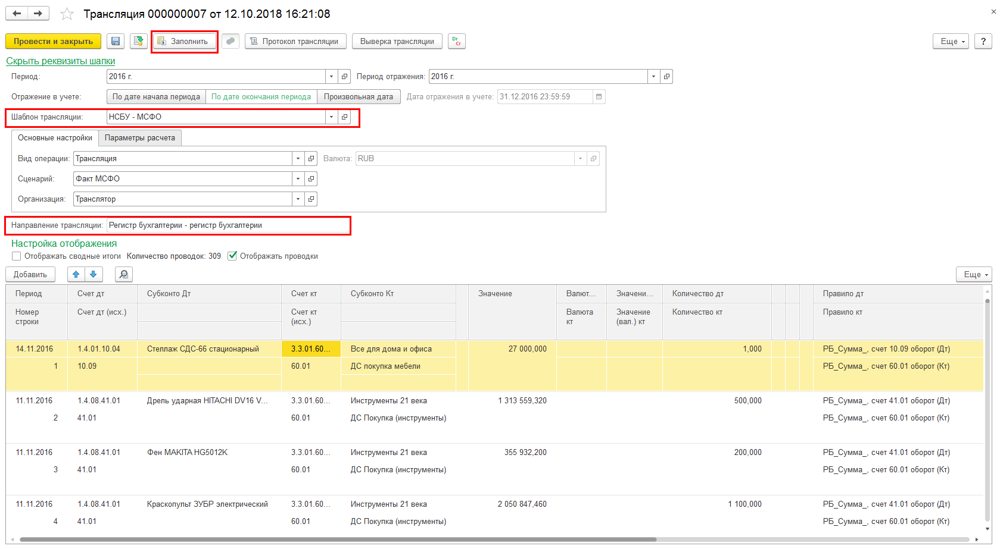 Трансляция 000000007 от 12.10.2018 16:21:08
Провести и закрыть Заполнить Протокол трансляции Выверка трансляции Dr Cr Еще ?
Скрыть реквизиты шапки
Период: 2016 г. Период отражения: 2016 г.
Отражение в учете: По дате начала периода По дате окончания периода Произвольная дата Дата отражения в учете: 31.12.2016 23:59:59
Шаблон трансляции: НСБУ - МСФО
Основные настройки Параметры расчета
Вид операции: Трансляция Валюта: RUB
Сценарий: Факт МСФО
Организация: Транслятор
Направление трансляции: Регистр бухгалтерии - регистр бухгалтерии
Настройка отображения
Отображать сводные итоги Количество проводок: 309 Отображать проводки
Добавить Еще
Период Счет дт Субконто Дт Счет кт Субконто Кт Значение Валют... Значени... Количество дт Правило дт
Номер строки Счет дт (исх.) Счет кт (исх.) Валюта кт Значение (вал.) кт Количество кт Правило кт
14.11.2016 1.4.01.10.04 Стеллаж СДС-66 стационарный 3.3.01.60... Все для дома и офиса 27 000,000 1,000 РБ_Сумма_, счет 10.09 оборот (Дт)
1 10.09 60.01 ДС покупка мебели РБ_Сумма_, счет 60.01 оборот (Кт)
11.11.2016 1.4.08.41.01 Дрель ударная HITACHI DV16 V... 3.3.01.60... Инструменты 21 века 1 313 559,320 500,000 РБ_Сумма_, счет 41.01 оборот (Дт)
2 41.01 60.01 ДС Покупка (инструменты) РБ_Сумма_, счет 60.01 оборот (Кт)
11.11.2016 1.4.08.41.01 Фен MAKITA HG5012K 3.3.01.60... Инструменты 21 века 355 932,200 200,000 РБ_Сумма_, счет 41.01 оборот (Дт)
3 41.01 60.01 ДС Покупка (инструменты) РБ_Сумма_, счет 60.01 оборот (Кт)
11.11.2016 1.4.08.41.01 Краскопульт ЗУБР электрический 3.3.01.60... Инструменты 21 века 2 050 847,460 1 100,000 РБ_Сумма_, счет 41.01 оборот (Дт)
4 41.01 60.01 ДС Покупка (инструменты) РБ_Сумма_, счет 60.01 оборот (Кт)